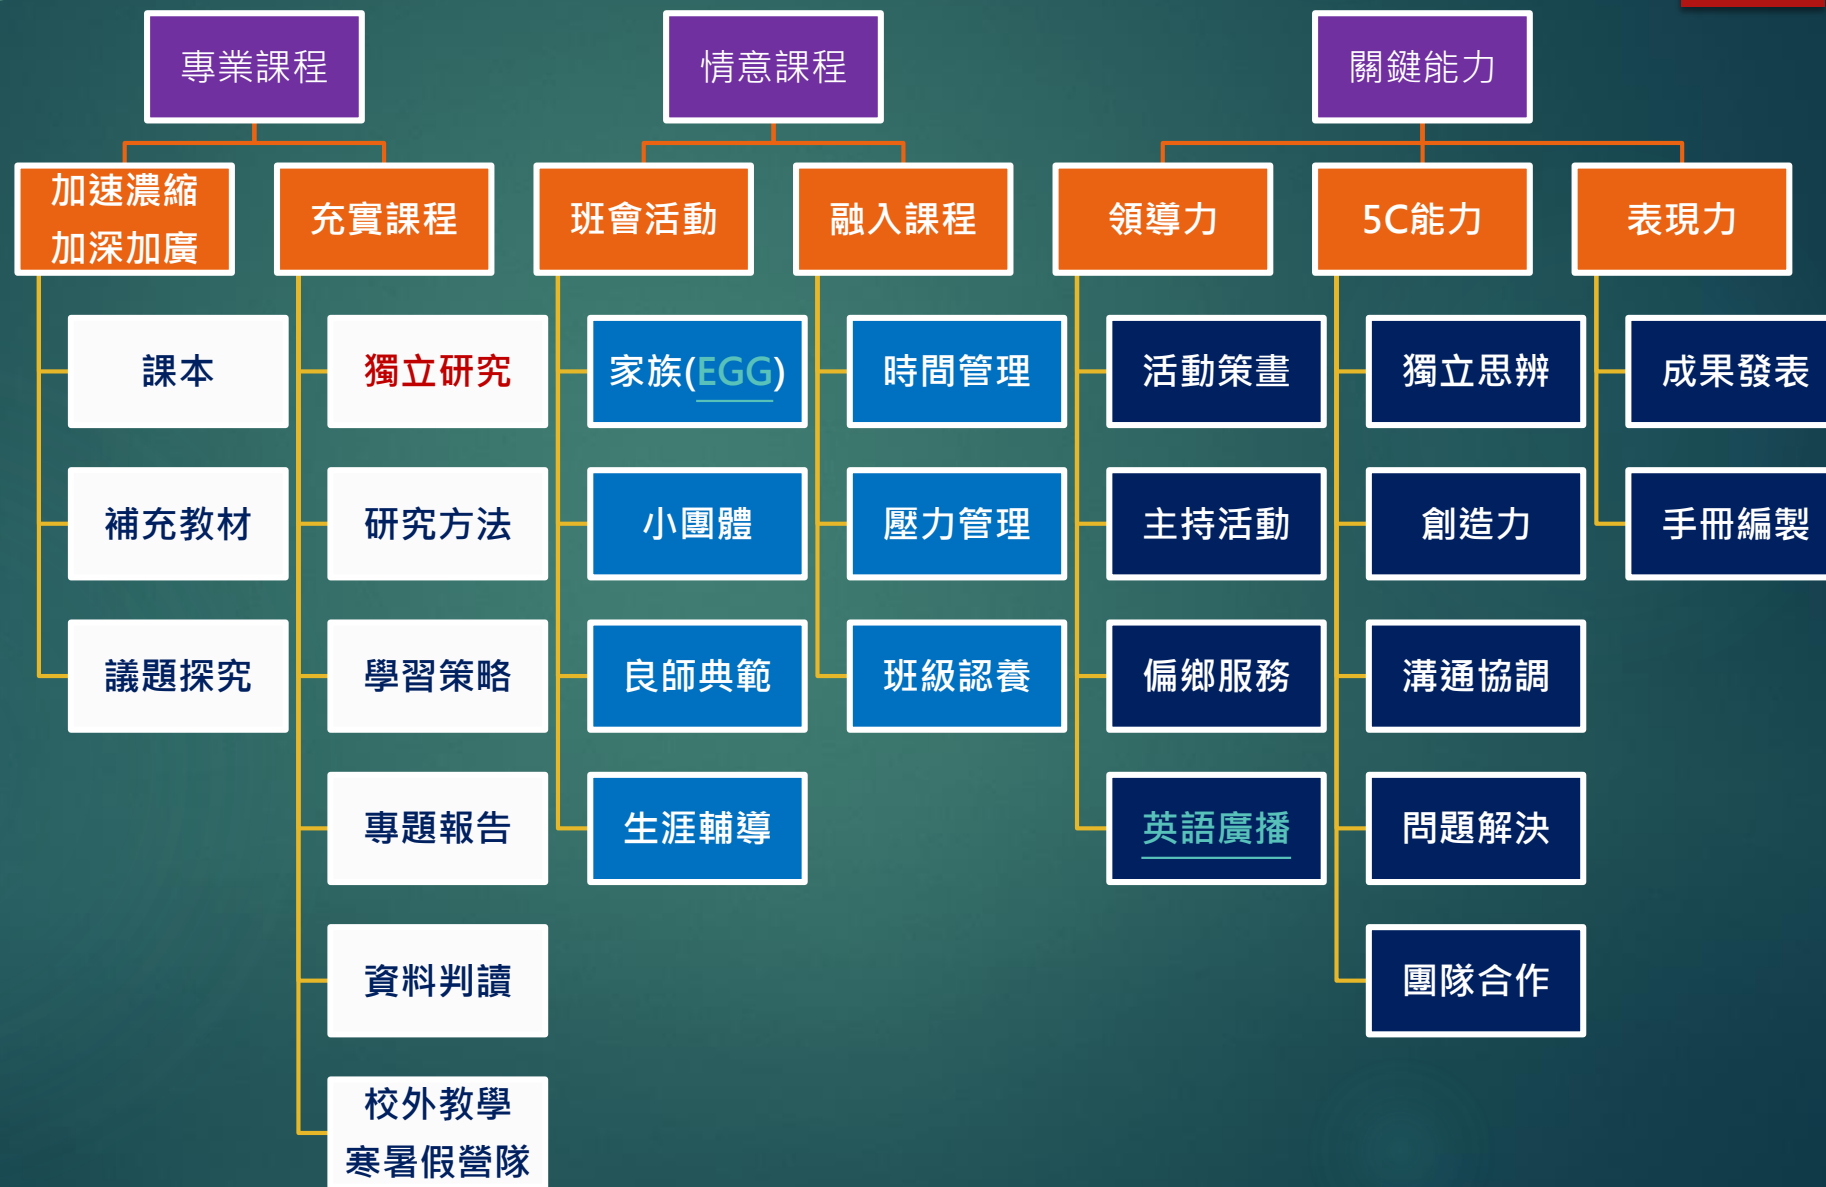 專業課程
情意課程
關鍵能力
加速濃縮
加深加廣
充實課程
班會活動
融入課程
領導力
5C能力
表現力
課本
獨立研究
家族(EGG)
時間管理
活動策畫
獨立思辨
成果發表
補充教材
研究方法
小團體
壓力管理
主持活動
創造力
手冊編製
議題探究
學習策略
良師典範
班級認養
偏鄉服務
溝通協調
專題報告
生涯輔導
英語廣播
問題解決
資料判讀
團隊合作
校外教學
寒暑假營隊